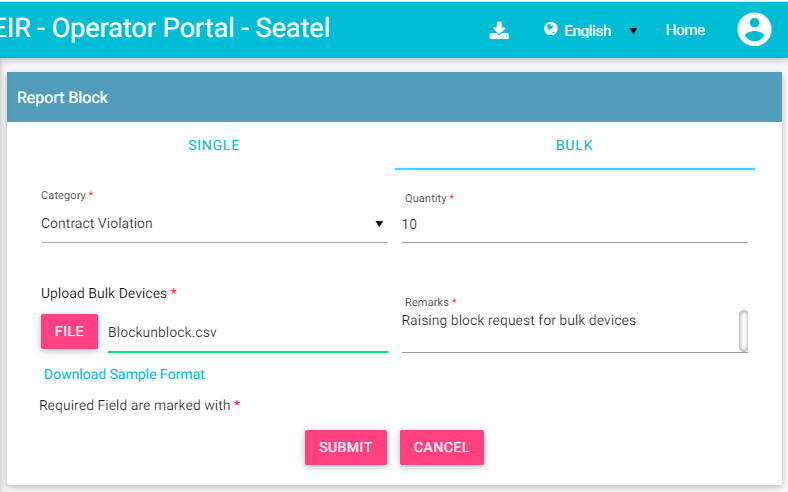 EIR - Operator Portal - Seatel
English
Home
Report Block
SINGLE
BULK
Category *
Quantity *
Contract Violation
10
Upload Bulk Devices *
Remarks *
FILE
Blockunblock.csv
Raising block request for bulk devices
Download Sample Format
Required Field are marked with *
SUBMIT
CANCEL